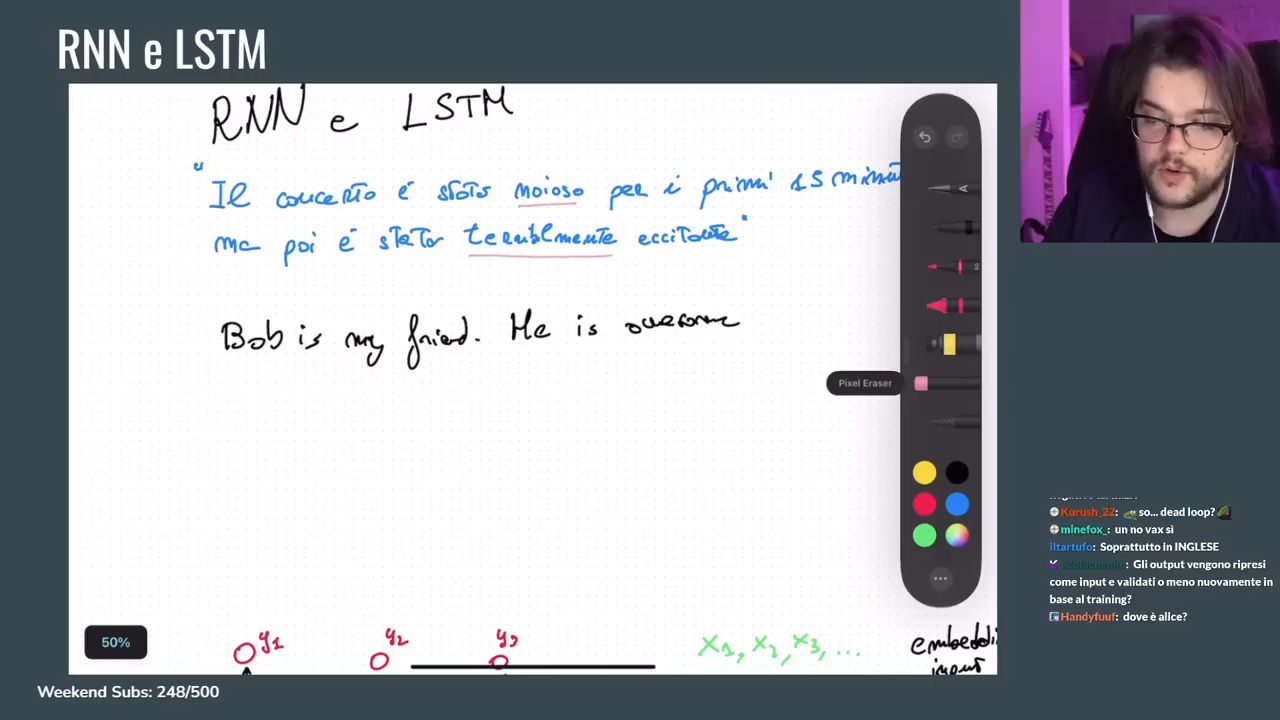 RNN e LSTM
RNN e LSTM
"Il concerto è stato noioso per i primi 15 minut
ma poi è stato terribilmente eccitante"
Bob is my friend. He is awesome
Pixel Eraser
50%
y1 y2 y3
x1, x2, x3, ...
embeddi
input
Kurush_22: so... dead loop?
minefox_: un no vax si
iltartufo: Soprattutto in INGLESE
Gli output vengono ripresi
come input e validati o meno nuovamente in
base al training?
Handyfuuf: dove è alice?
Weekend Subs: 248/500